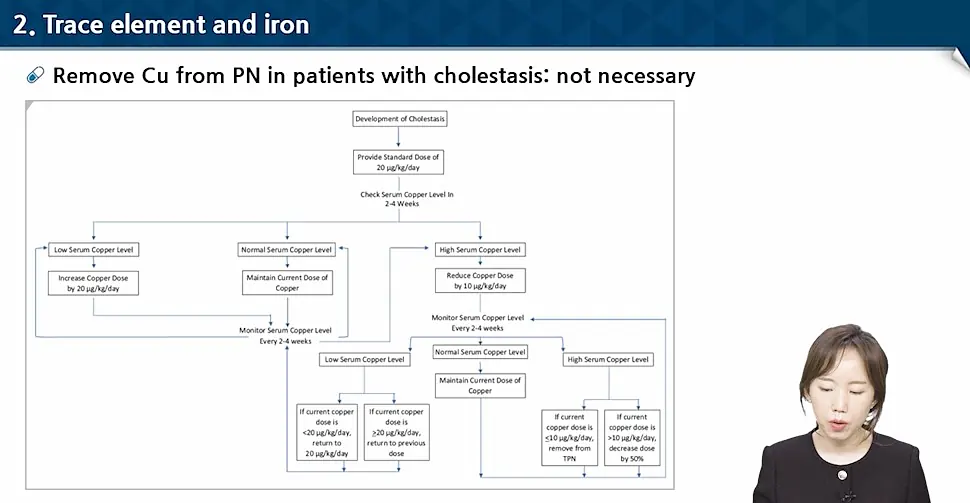 2. Trace element and iron
Remove Cu from PN in patients with cholestasis: not necessary
Development of Cholestasis
Provide Standard Dose of
20 µg/kg/day
Check Serum Copper Level In
2-4 Weeks
Low Serum Copper Level
Increase Copper Dose
by 20 µg/kg/day
Normal Serum Copper Level
Maintain Current Dose of
Copper
Monitor Serum Copper Level
Every 2-4 weeks
High Serum Copper Level
Reduce Copper Dose
by 10 µg/kg/day
Monitor Serum Copper Level
Every 2-4 weeks
Low Serum Copper Level
If current copper
dose is
<20 µg/kg/day,
return to
20 µg/kg/day
If current copper
dose is
≥20 µg/kg/day,
return to previous
dose
Normal Serum Copper Level
Maintain Current Dose of
Copper
High Serum Copper Level
If current
copper dose is
≤10 µg/kg/day,
remove from
TPN
If current
copper dose is
>10 µg/kg/day,
decrease dose
by 50%